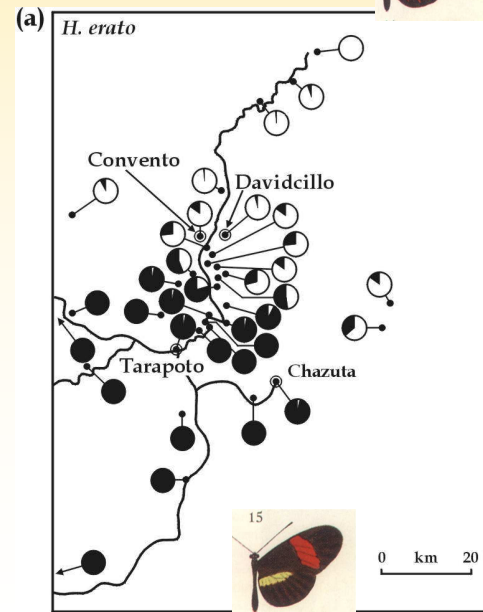 (a)
H. erato
Convento
Davidcillo
Tarapoto
Chazuta
15
0 km 20